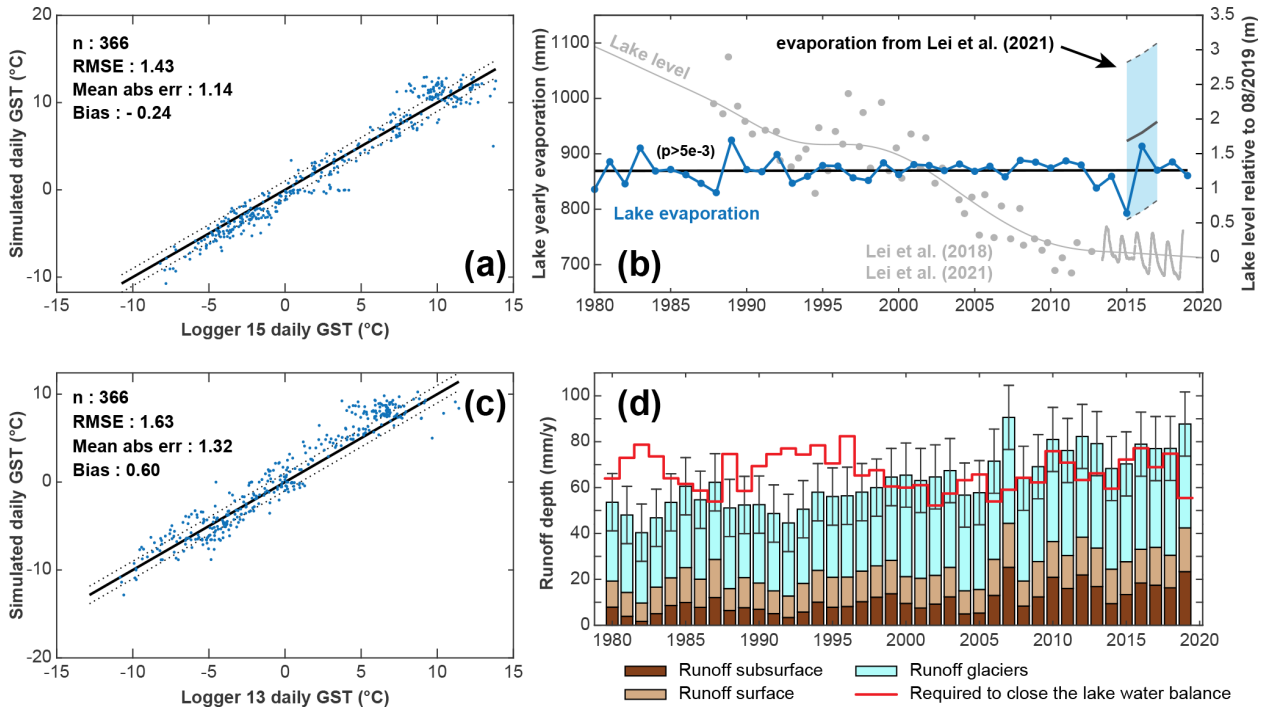 20
10
0
-10
-15
-10
-5
0
5
10
15
Simulated daily GST (°C)
Logger 15 daily GST (°C)
n : 366
RMSE : 1.43
Mean abs err : 1.14
Bias : - 0.24
(a)
1100
1000
900
800
700
Lake yearly evaporation (mm)
3.5
3
2.5
2
1.5
1
0.5
0
Lake level relative to 08/2019 (m)
Lake level
evaporation from Lei et al. (2021)
(p>5e-3)
Lake evaporation
(b)
Lei et al. (2018)
Lei et al. (2021)
1980
1985
1990
1995
2000
2005
2010
2015
2020
10
0
-10
-20
-15
-10
-5
0
5
10
15
Simulated daily GST (°C)
Logger 13 daily GST (°C)
n : 366
RMSE : 1.63
Mean abs err : 1.32
Bias : 0.60
(c)
100
80
60
40
20
0
Runoff depth (mm/y)
(d)
1980
1985
1990
1995
2000
2005
2010
2015
2020
Runoff subsurface
Runoff glaciers
Runoff surface
Required to close the lake water balance